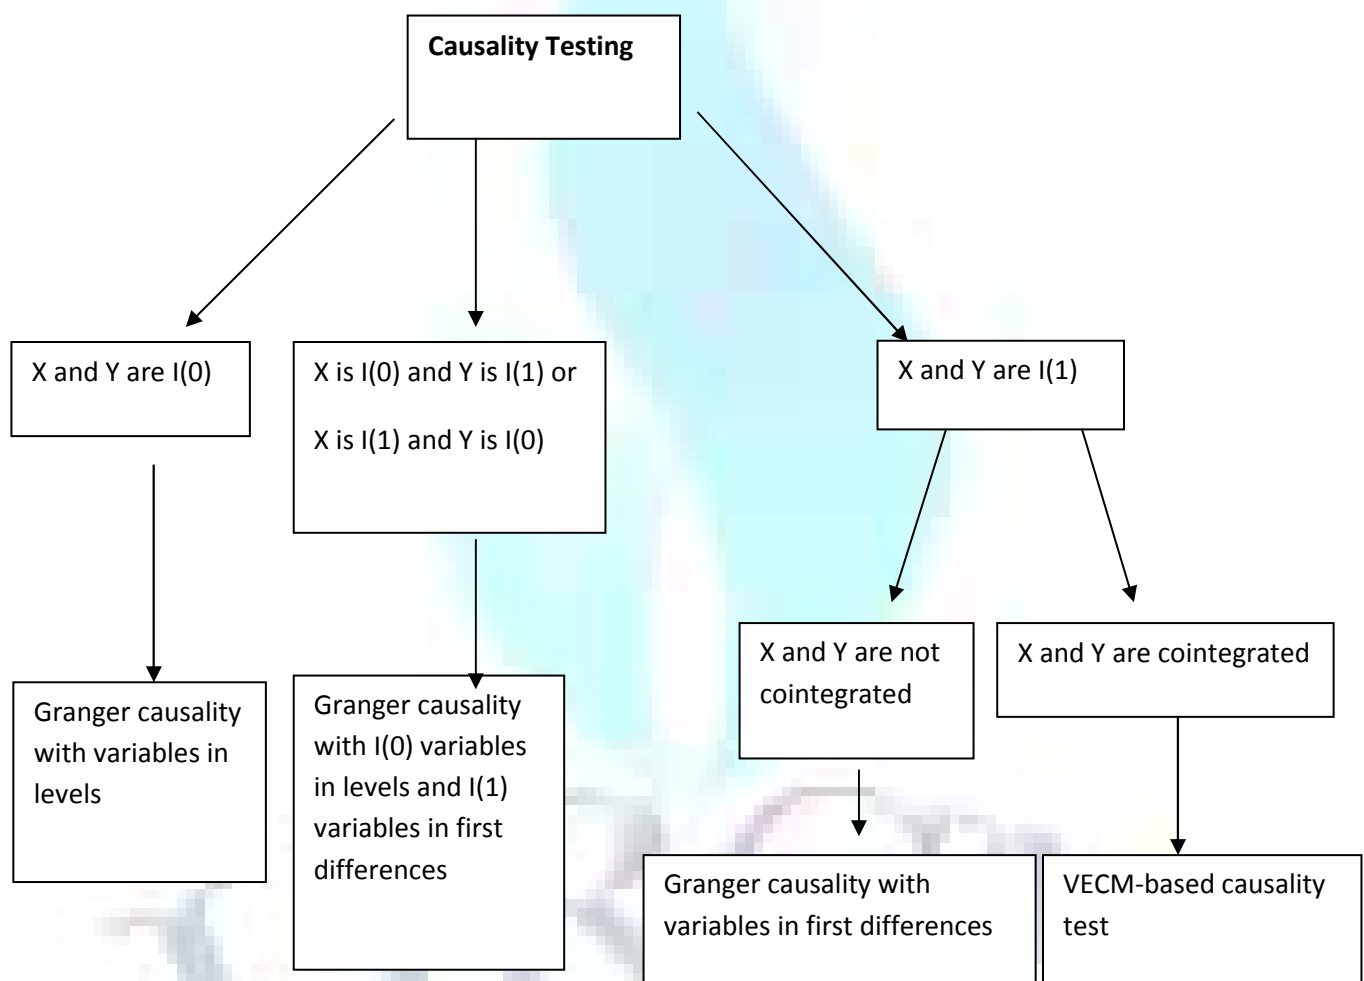 Causality Testing
X and Y are I(0)
X is I(0) and Y is I(1) or
X is I(1) and Y is I(0)
X and Y are I(1)
X and Y are not
cointegrated
X and Y are cointegrated
Granger causality
with variables in
levels
Granger causality
with I(0) variables
in levels and I(1)
variables in first
differences
Granger causality with
variables in first differences
VECM-based causality
test